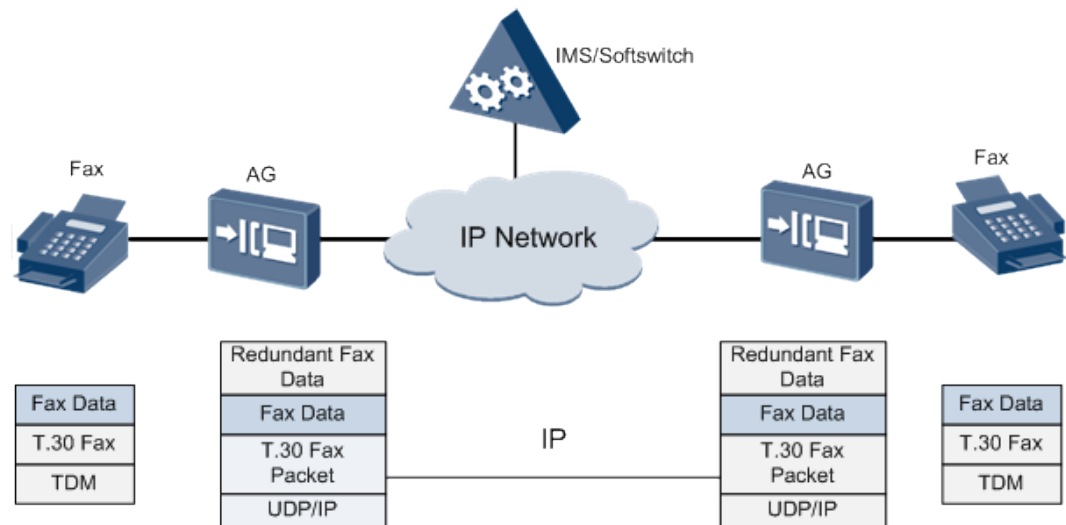 IMS/Softswitch
Fax
AG
IP Network
AG
Fax
Fax Data
T.30 Fax
TDM
Redundant Fax
Data
Fax Data
T.30 Fax
Packet
UDP/IP
IP
Redundant Fax
Data
Fax Data
T.30 Fax
Packet
UDP/IP
Fax Data
T.30 Fax
TDM